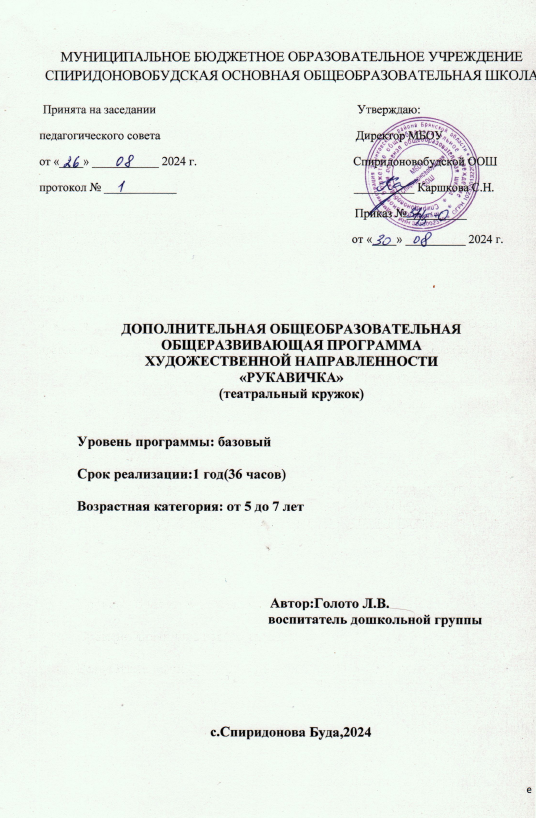 МУНИЦИПАЛЬНОЕ БЮДЖЕТНОЕ ОБРАЗОВАТЕЛЬНОЕ УЧРЕЖДЕНИЕ
СПИРИДОНОВОБУДСКАЯ ОСНОВНАЯ ОБЩЕОБРАЗОВАТЕЛЬНАЯ ШКОЛА
Принята на заседании
Утверждаю:
педагогического совета
Директор МБОУ
от «26» 08 2024 г.
Спиридоновобудской ООШ
протокол № 1
Каршкова С.Н.
Приказ №
от «30» 08 2024 г.
ДОПОЛНИТЕЛЬНАЯ ОБЩЕОБРАЗОВАТЕЛЬНАЯ
ОБЩЕРАЗВИВАЮЩАЯ ПРОГРАММА
ХУДОЖЕСТВЕННОЙ НАПРАВЛЕННОСТИ
«РУКАВИЧКА»
(театральный кружок)
Уровень программы: базовый
Срок реализации:1 год(36 часов)
Возрастная категория: от 5 до 7 лет
Автор:Голото Л.В.
воспитатель дошкольной группы
с.Спиридонова Буда,2024
е